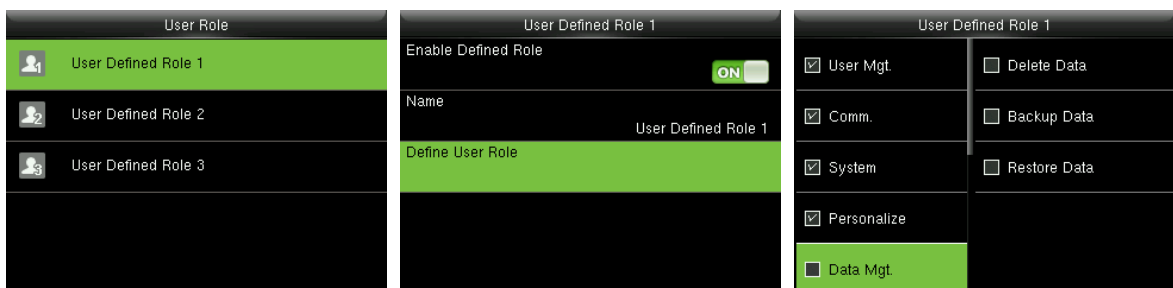 User Role
User Defined Role 1
User Defined Role 2
User Defined Role 3
User Defined Role 1
Enable Defined Role
ON
Name
User Defined Role 1
Define User Role
User Defined Role 1
User Mgt.
Delete Data
Comm.
Backup Data
System
Restore Data
Personalize
Data Mgt.